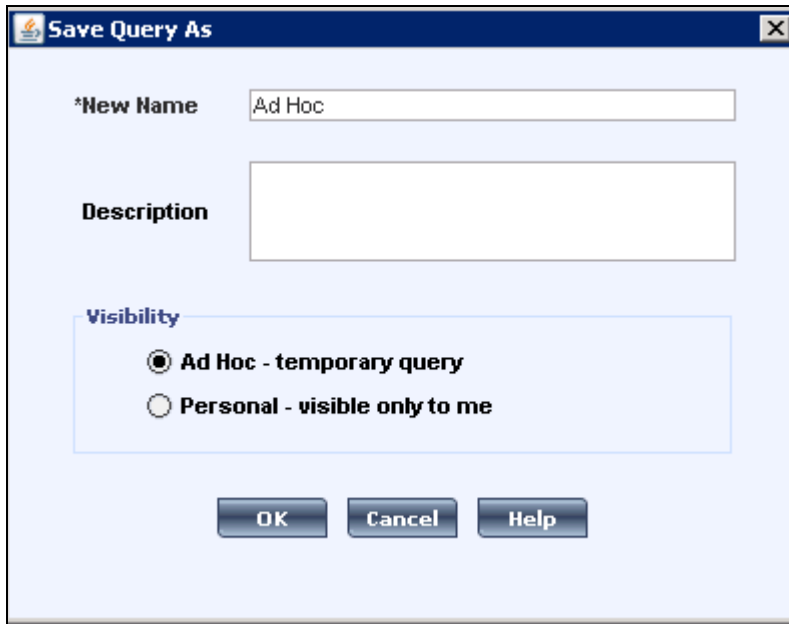 Save Query As
*New Name
Ad Hoc
Description
Visibility
Ad Hoc - temporary query
Personal - visible only to me
OK Cancel Help